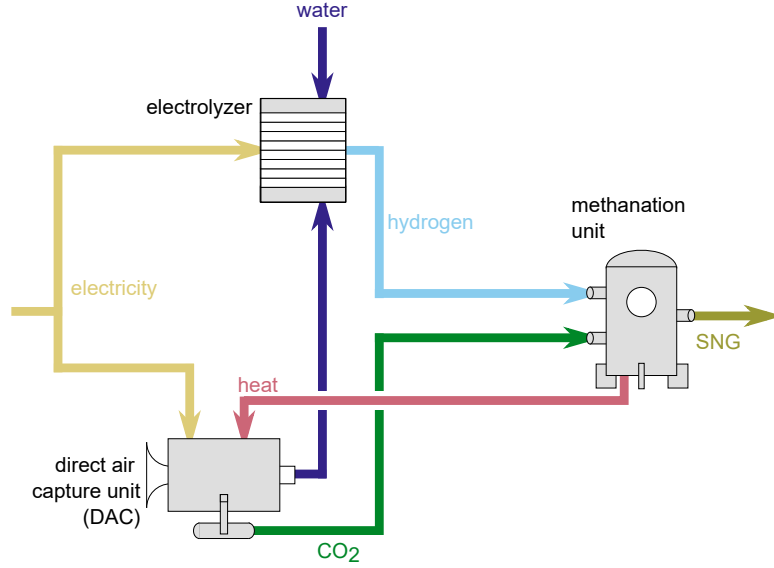 water
electrolyzer
methanation
unit
hydrogen
electricity
SNG
heat
direct air
capture unit
(DAC)
CO2